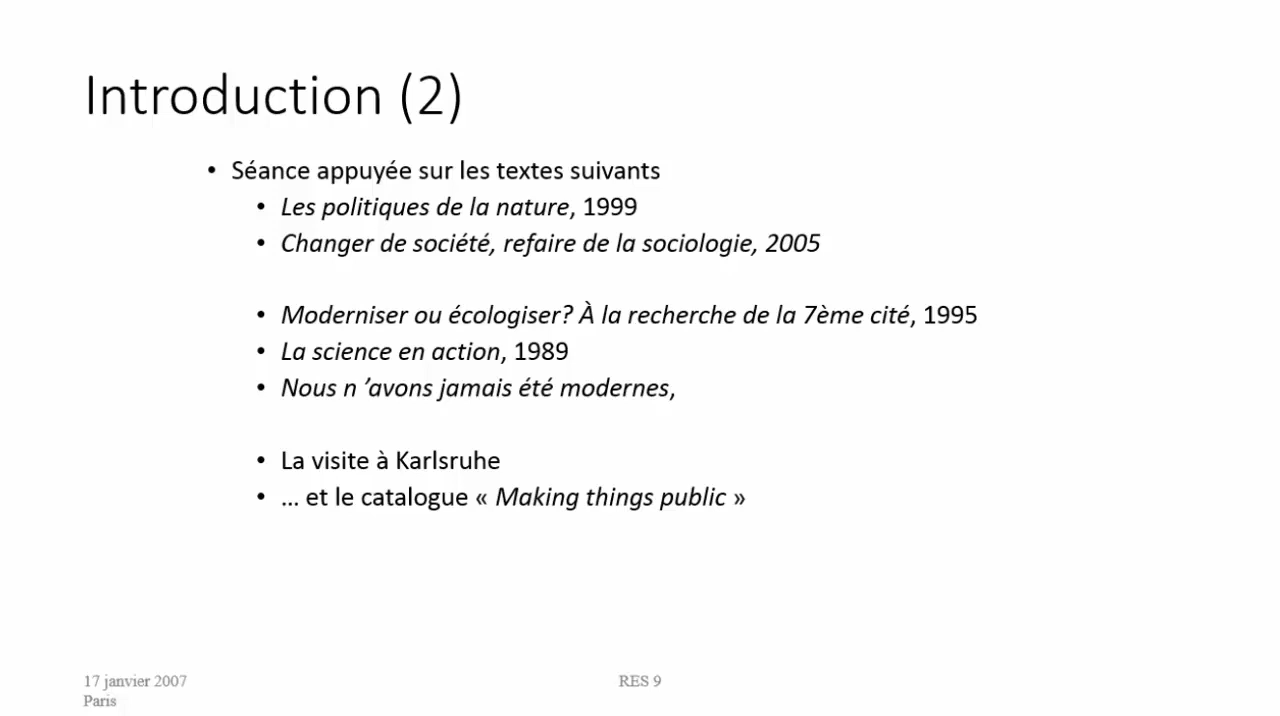 Introduction (2)
• Séance appuyée sur les textes suivants
• Les politiques de la nature, 1999
• Changer de société, refaire de la sociologie, 2005
• Moderniser ou écologiser? À la recherche de la 7ème cité, 1995
• La science en action, 1989
• Nous n ’avons jamais été modernes,
• La visite à Karlsruhe
• … et le catalogue « Making things public »
17 janvier 2007
Paris
RES 9